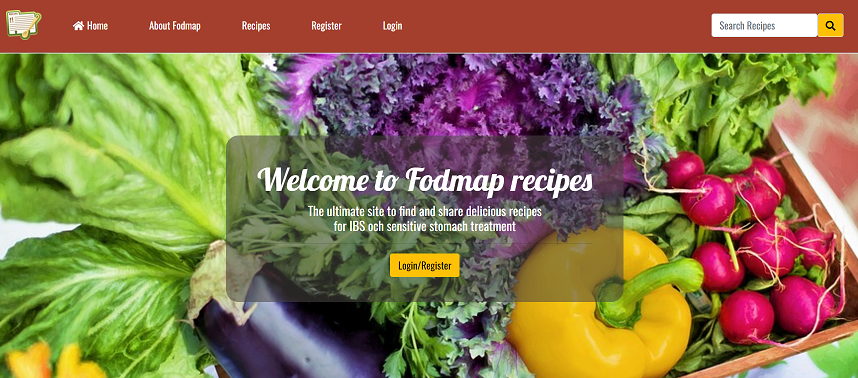 Home
About Fodmap
Recipes
Register
Login
Search Recipes
Welcome to Fodmap recipes
The ultimate site to find and share delicious recipes
for IBS och sensitive stomach treatment
Login/Register